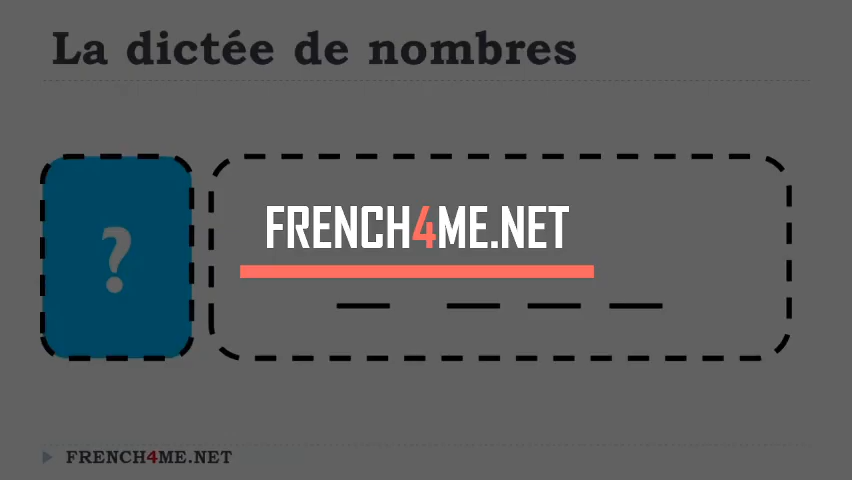 La dictée de nombres
?
FRENCH4ME.NET
FRENCH4ME.NET